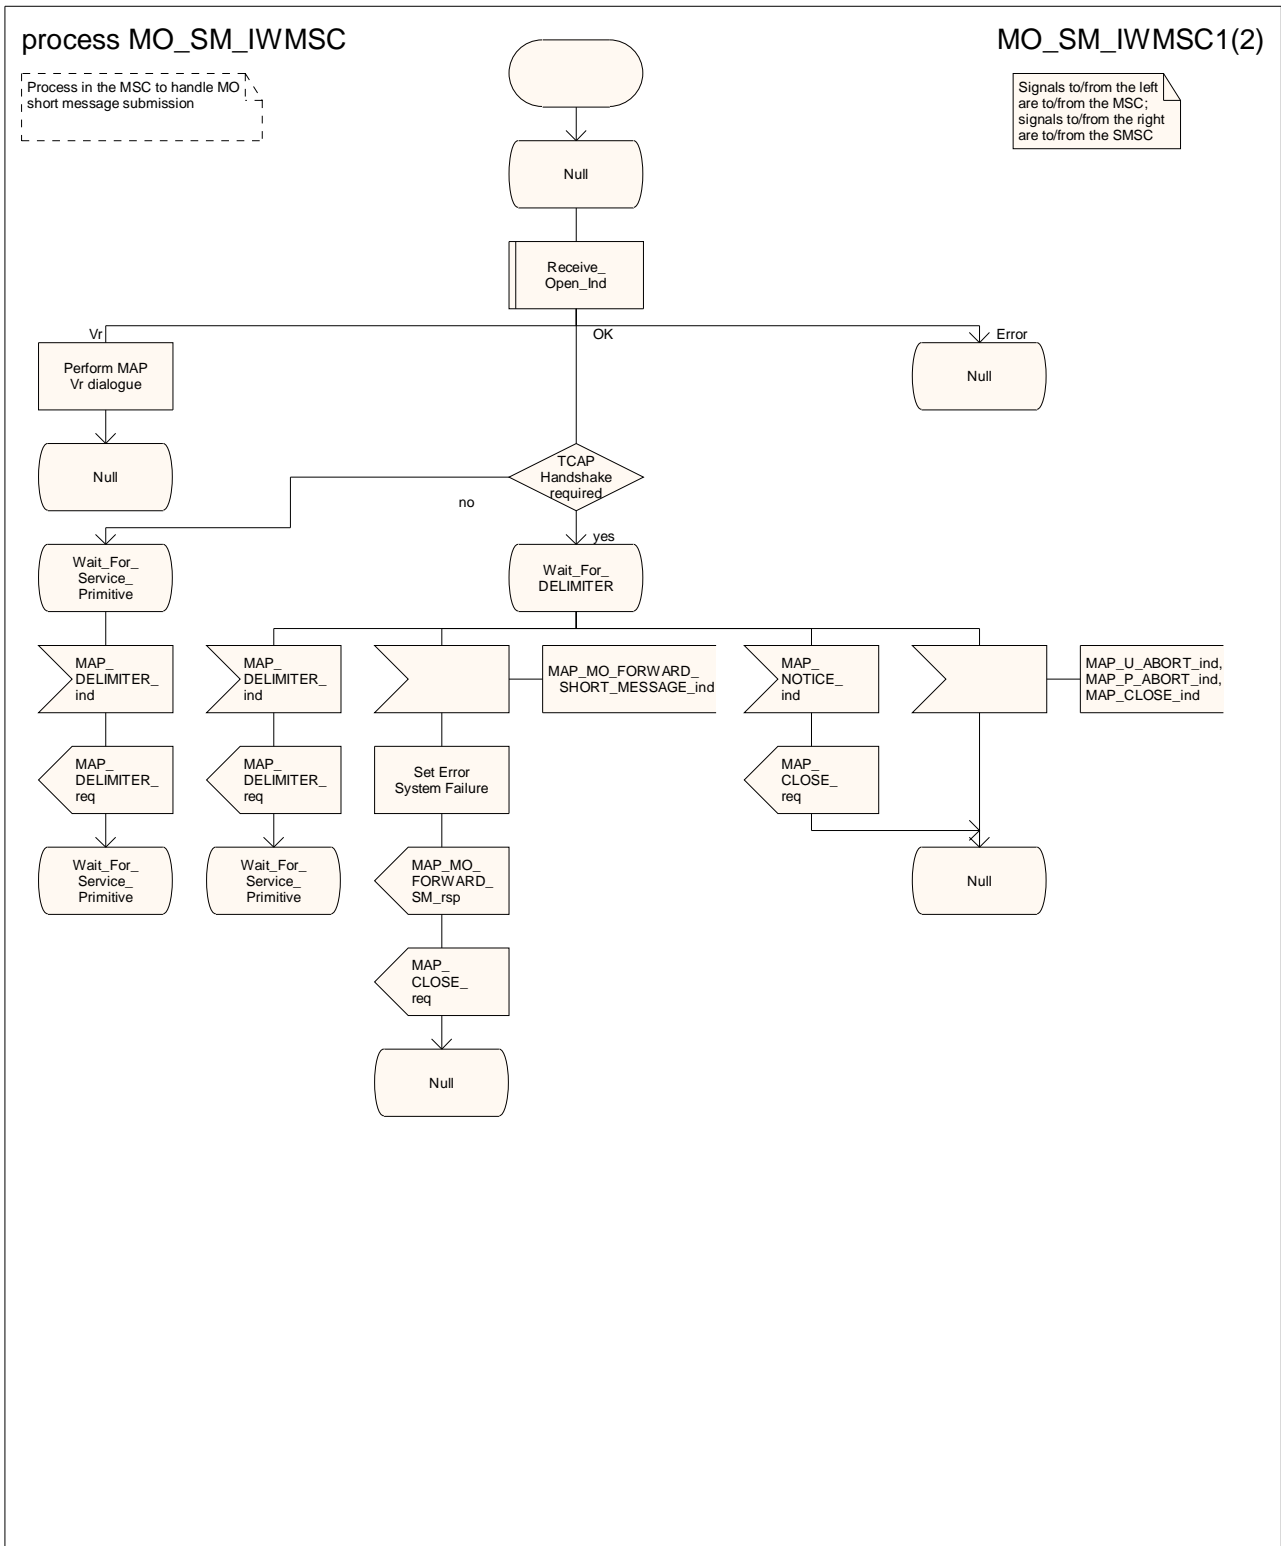 process MO_SM_IWMSC
MO_SM_IWMSC1(2)
Process in the MSC to handle MO
short message submission
Signals to/from the left
are to/from the MSC;
signals to/from the right
are to/from the SMSC
Null
Receive_
Open_Ind
Vr
OK
Error
Perform MAP
Vr dialogue
Null
Null
TCAP
Handshake
required
no
yes
Wait_For_
Service_
Primitive
Wait_For_
DELIMITER
MAP_
DELIMITER_
ind
MAP_
DELIMITER_
ind
MAP_MO_FORWARD_
SHORT_MESSAGE_ind
MAP_
NOTICE_
ind
MAP_U_ABORT_ind,
MAP_P_ABORT_ind,
MAP_CLOSE_ind
MAP_
DELIMITER_
req
MAP_
DELIMITER_
req
Set Error
System Failure
MAP_
CLOSE_
req
Wait_For_
Service_
Primitive
Wait_For_
Service_
Primitive
MAP_MO_
FORWARD_
SM_rsp
Null
MAP_
CLOSE_
req
Null